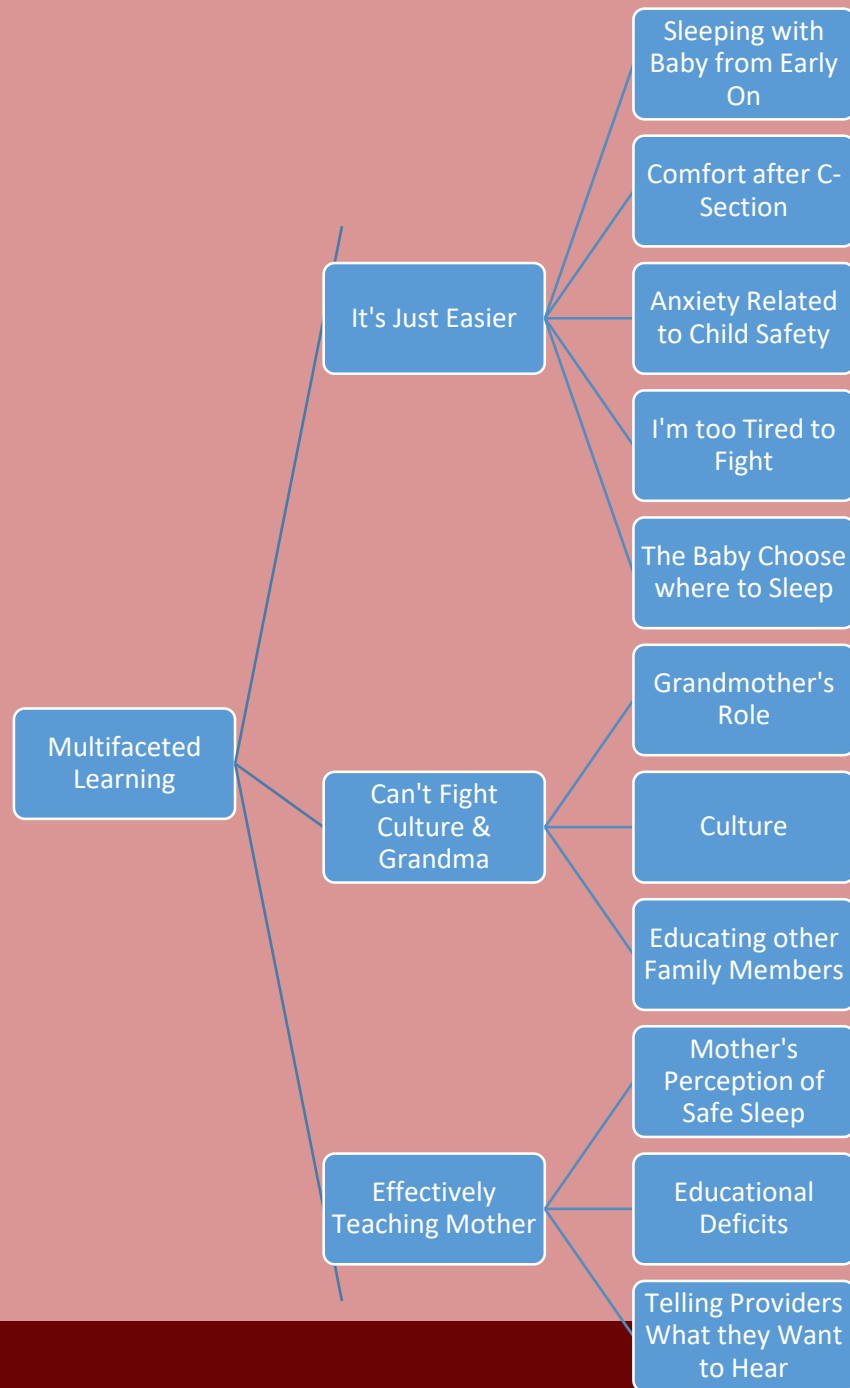 Sleeping with
Baby from Early
On
Comfort after C-
Section
It's Just Easier
Anxiety Related
to Child Safety
I'm too Tired to
Fight
The Baby Choose
where to Sleep
Multifaceted
Learning
Can't Fight
Culture &
Grandma
Grandmother's
Role
Culture
Educating other
Family Members
Effectively
Teaching Mother
Mother's
Perception of
Safe Sleep
Educational
Deficits
Telling Providers
What they Want
to Hear